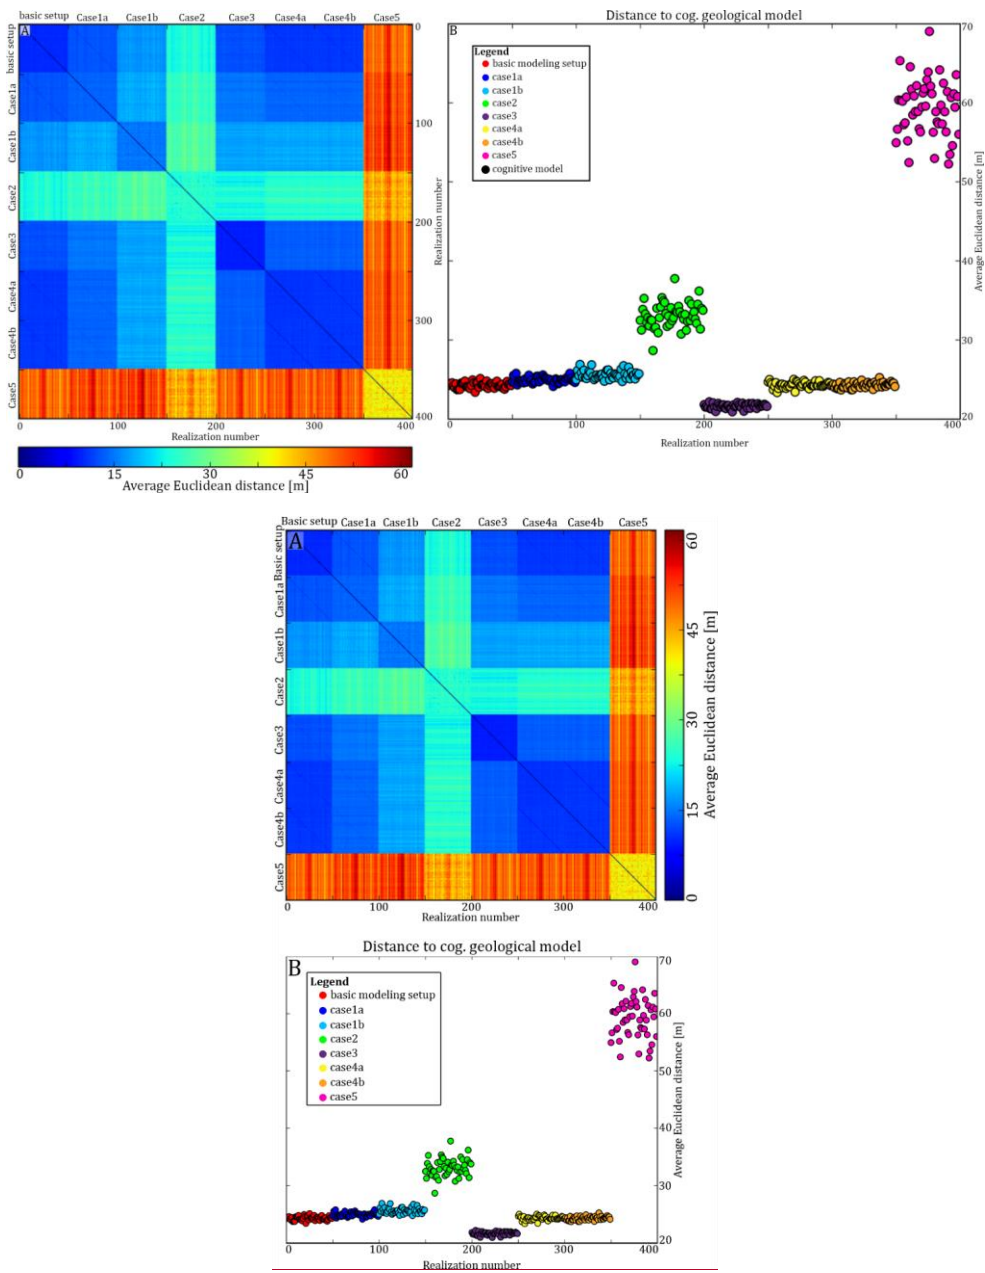 basic setup Case1a Case1b Case2 Case3 Case4a Case4b Case5
A
basic setup
Case1a
Case1b
Case2
Case3
Case4a
Case4b
Case5
0
100
200
300
400
Realization number
100 200 300 400
Realization number
0 15 30 45 60
Average Euclidean distance [m]
Distance to cog. geological model
B
Legend
basic modeling setup
case1a
case1b
case2
case3
case4a
case4b
case5
cognitive model
70
60
50
40
30
20
Average Euclidean distance [m]
0 100 200 300 400
Realization number
Basic setup Case1a Case1b Case2 Case3 Case4a Case4b Case5
A
Basic setup
Case1a
Case1b
Case2
Case3
Case4a
Case4b
Case5
0 100 200 300 400
Realization number
60
45
30
15
0
Average Euclidean distance [m]
Distance to cog. geological model
B
Legend
basic modeling setup
case1a
case1b
case2
case3
case4a
case4b
case5
70
60
50
40
30
20
Average Euclidean distance [m]
0 100 200 300 400
Realization number